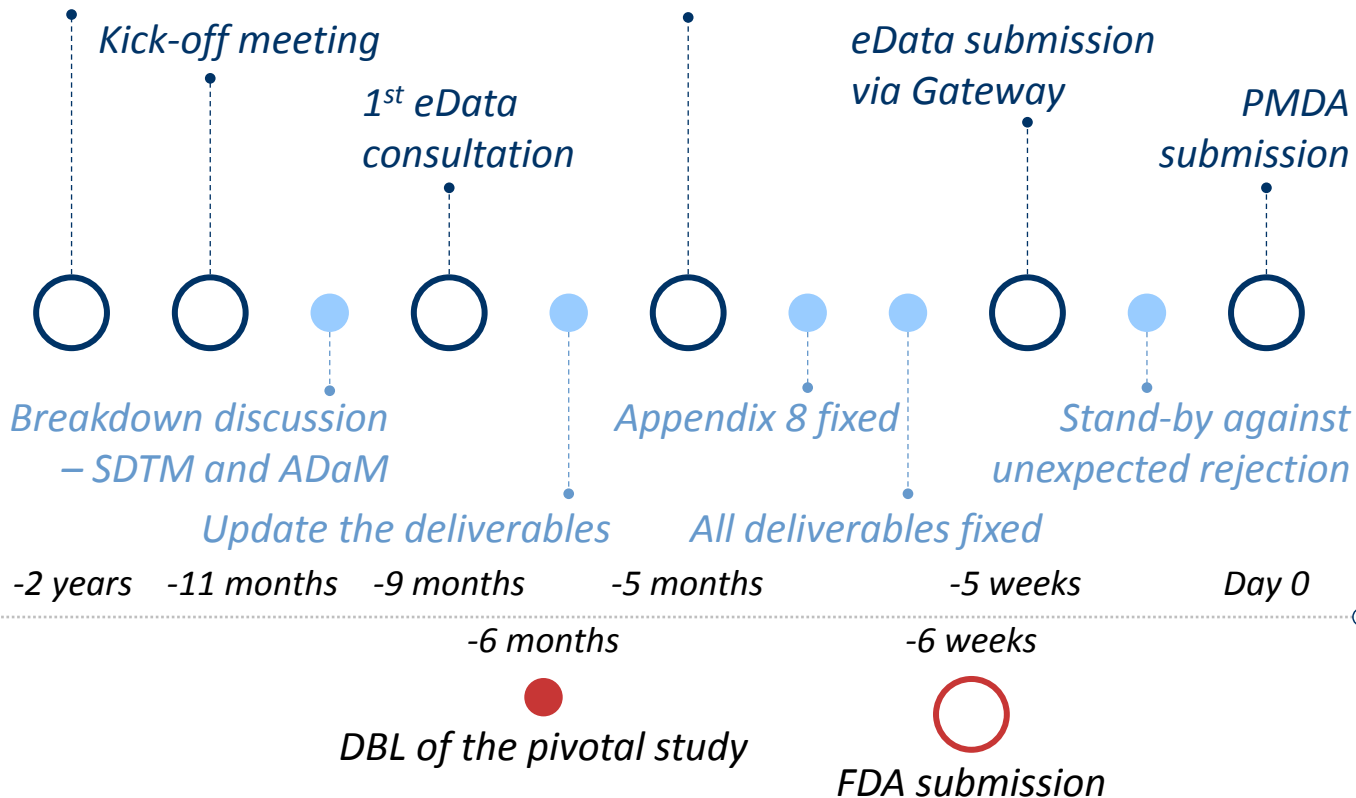 Kick-off meeting
1st eData
consultation
eData submission
via Gateway
PMDA
submission
Breakdown discussion
– SDTM and ADaM
Update the deliverables
Appendix 8 fixed
All deliverables fixed
Stand-by against
unexpected rejection
-2 years
-11 months
-9 months
-5 months
-5 weeks
Day 0
-6 months
-6 weeks
DBL of the pivotal study
FDA submission